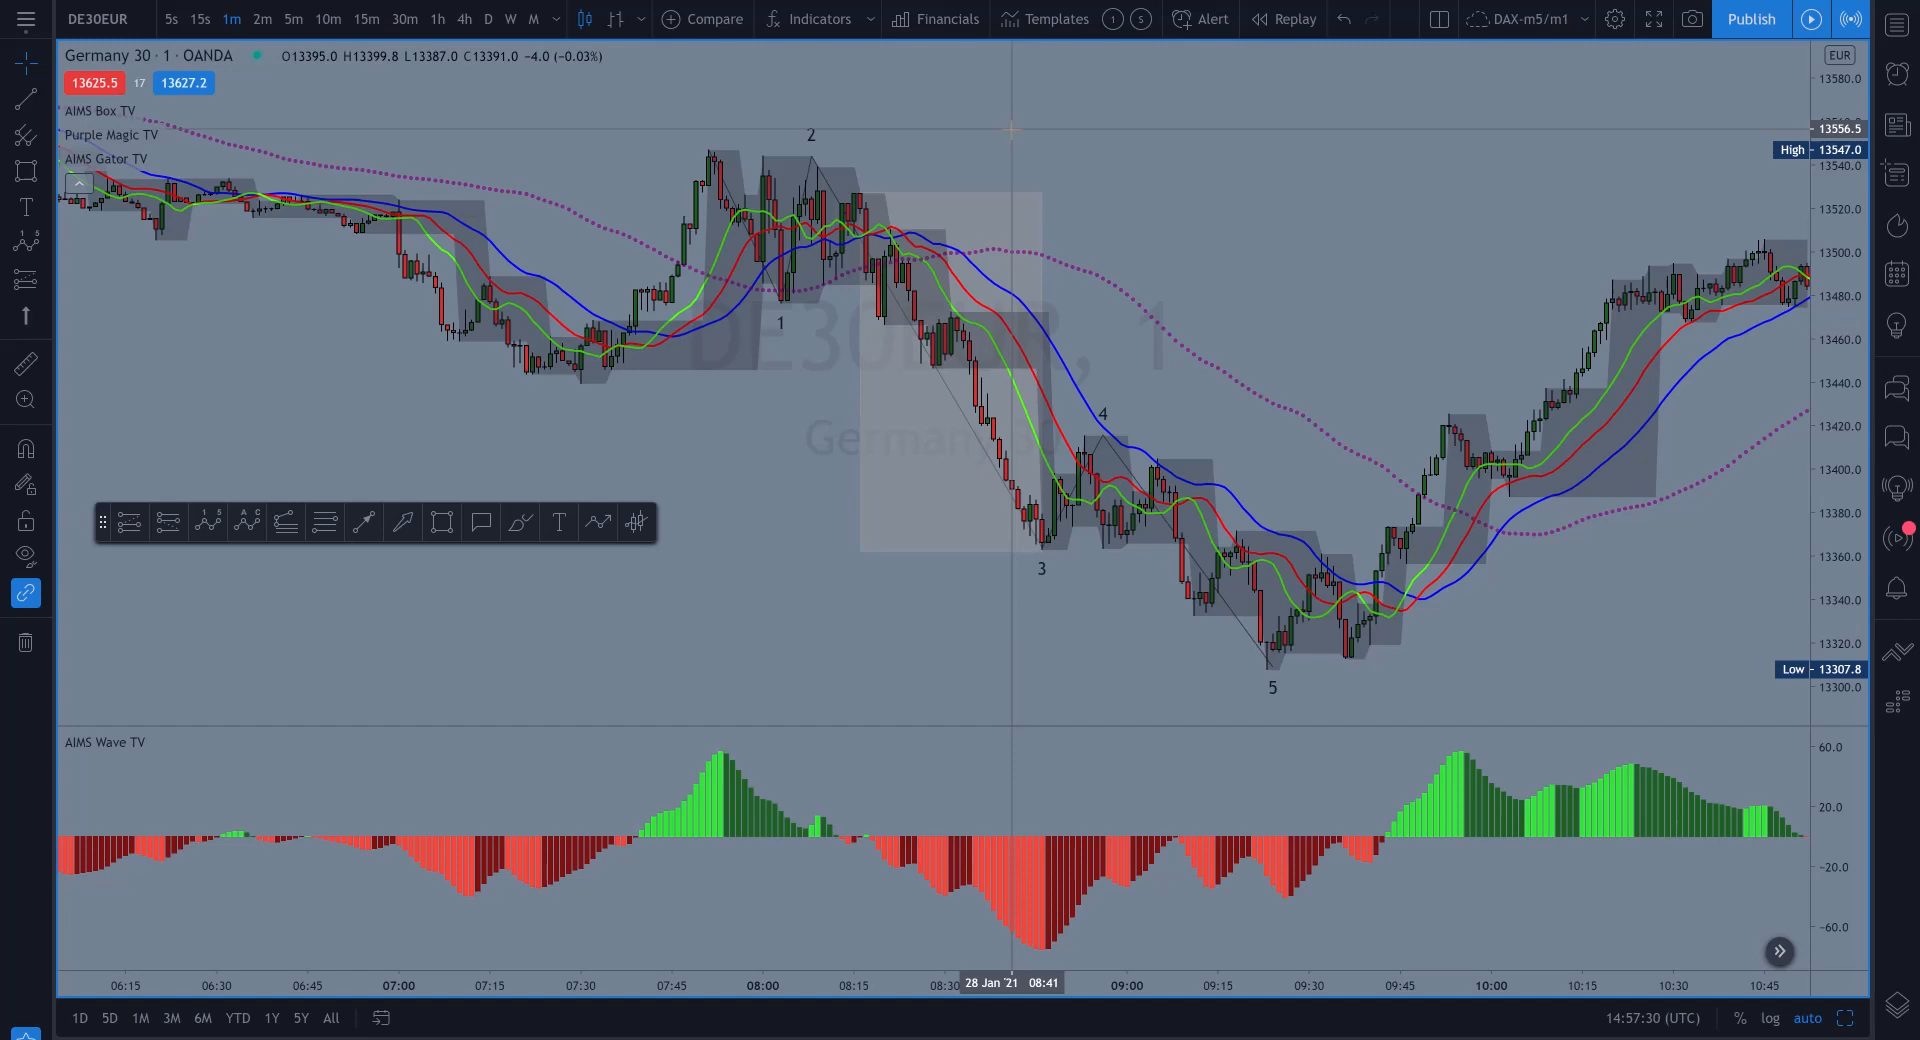 DE30EUR 5s 15s 1m 2m 5m 10m 15m 30m 1h 4h D W M Compare Indicators Financials Templates 1 S Alert Replay DAX-m5/m1 Publish
Germany 30 · 1 · OANDA O13395.0 H13399.8 L13387.0 C13391.0 −4.0 (−0.03%)
EUR
13625.5 17 13627.2
13580.0
AIMS Box TV
13556.5
Purple Magic TV
2
High 13547.0
AIMS Gator TV
13540.0
13520.0
13500.0
13480.0
1
DE30EUR, 1
13460.0
13440.0
4
13420.0
Germany 30
13400.0
13380.0
13360.0
3
13340.0
13320.0
Low 13307.8
5
13300.0
AIMS Wave TV
60.0
20.0
−20.0
−60.0
06:15 06:30 06:45 07:00 07:15 07:30 07:45 08:00 08:15 08:30 28 Jan '21 08:41 09:00 09:15 09:30 09:45 10:00 10:15 10:30 10:45
1D 5D 1M 3M 6M YTD 1Y 5Y All 14:57:30 (UTC) % log auto